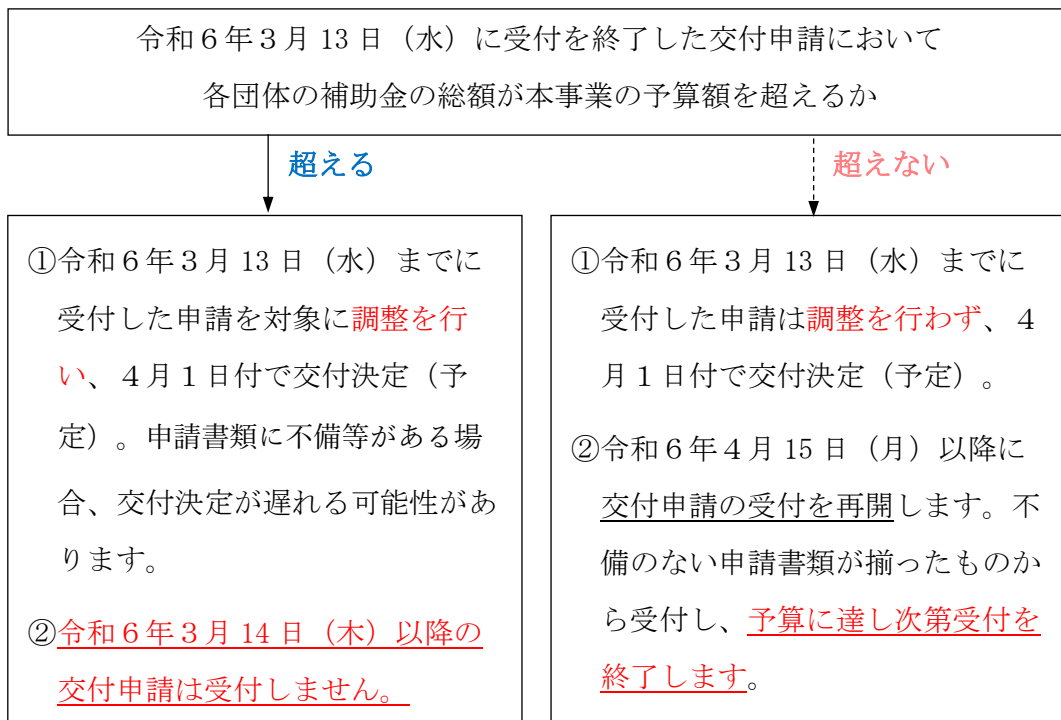 令和６年３月 13 日（水）に受付を終了した交付申請において
各団体の補助金の総額が本事業の予算額を超えるか
超える
超えない
①令和６年３月 13 日（水）までに
受付した申請を対象に調整を行
い、４月１日付で交付決定（予
定）。申請書類に不備等がある場
合、交付決定が遅れる可能性があ
ります。
②令和６年３月 14 日（木）以降の
交付申請は受付しません。
①令和６年３月 13 日（水）までに
受付した申請は調整を行わず、４
月１日付で交付決定（予定）。
②令和６年４月 15 日（月）以降に
交付申請の受付を再開します。不
備のない申請書類が揃ったものか
ら受付し、予算に達し次第受付を
終了します。